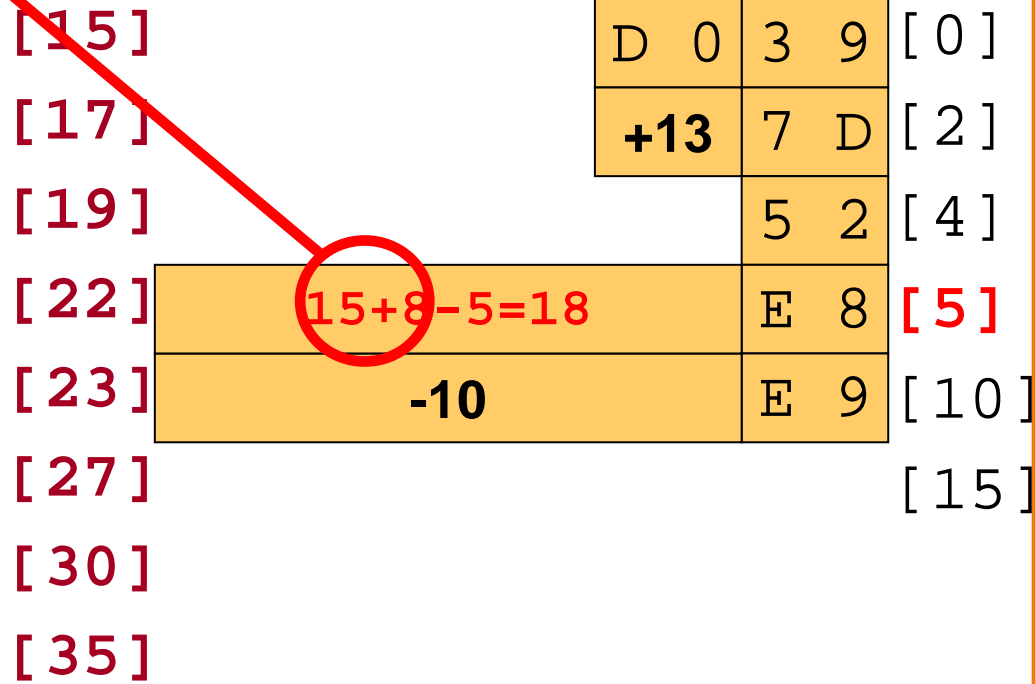 [15] D 0 3 9 [0]
[17] +13 7 D [2]
[19] 5 2 [4]
[22] 15+8-5=18 E 8 [5]
[23] -10 E 9 [10]
[27] [15]
[30]
[35]